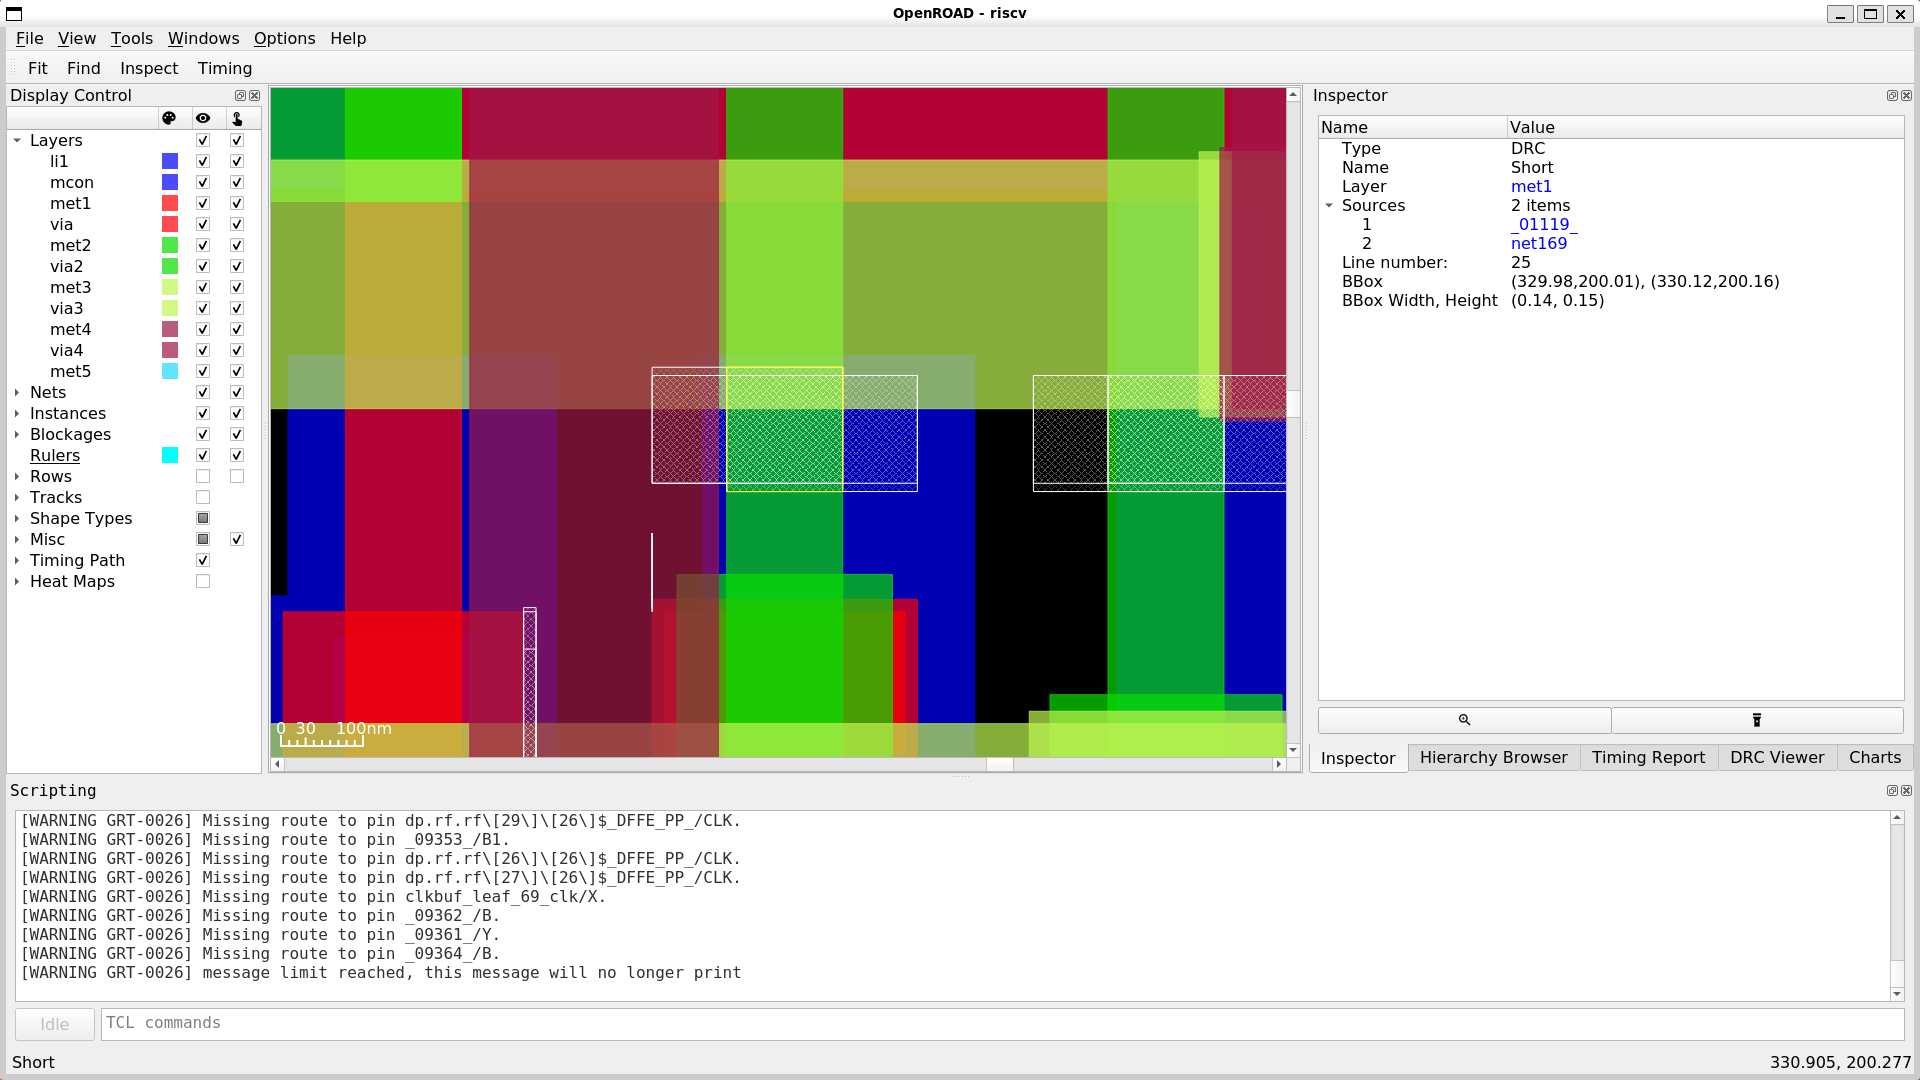 OpenROAD - riscv
File View Tools Windows Options Help
Fit Find Inspect Timing
Display Control
Layers
li1
mcon
met1
via
met2
via2
met3
via3
met4
via4
met5
Nets
Instances
Blockages
Rulers
Rows
Tracks
Shape Types
Misc
Timing Path
Heat Maps
0 30 100nm
Inspector
Name Value
Type DRC
Name Short
Layer met1
Sources 2 items
1 _01119_
2 net169
Line number: 25
BBox (329.98,200.01), (330.12,200.16)
BBox Width, Height (0.14, 0.15)
Inspector Hierarchy Browser Timing Report DRC Viewer Charts
Scripting
[WARNING GRT-0026] Missing route to pin dp.rf.rf\[29\]\[26\]$_DFFE_PP_/CLK.
[WARNING GRT-0026] Missing route to pin _09353_/B1.
[WARNING GRT-0026] Missing route to pin dp.rf.rf\[26\]\[26\]$_DFFE_PP_/CLK.
[WARNING GRT-0026] Missing route to pin dp.rf.rf\[27\]\[26\]$_DFFE_PP_/CLK.
[WARNING GRT-0026] Missing route to pin clkbuf_leaf_69_clk/X.
[WARNING GRT-0026] Missing route to pin _09362_/B.
[WARNING GRT-0026] Missing route to pin _09361_/Y.
[WARNING GRT-0026] Missing route to pin _09364_/B.
[WARNING GRT-0026] message limit reached, this message will no longer print
Idle TCL commands
Short 330.905, 200.277